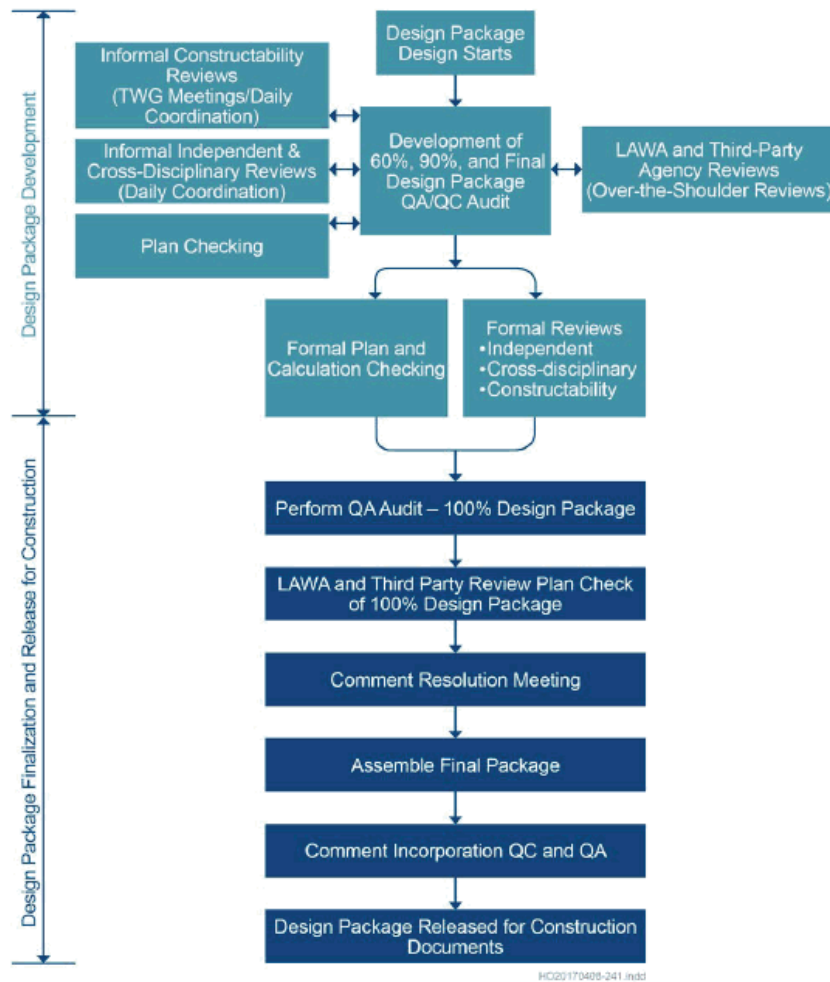 Design Package
Design Starts
Informal Constructability
Reviews
(TWG Meetings/Daily
Coordination)
Informal Independent &
Cross-Disciplinary Reviews
(Daily Coordination)
Plan Checking
Development of
60%, 90%, and Final
Design Package
QA/QC Audit
LAWA and Third-Party
Agency Reviews
(Over-the-Shoulder Reviews)
Design Package Development
Formal Plan and
Calculation Checking
Formal Reviews
•Independent
•Cross-disciplinary
•Constructability
Design Package Finalization and Release for Construction
Perform QA Audit – 100% Design Package
LAWA and Third Party Review Plan Check
of 100% Design Package
Comment Resolution Meeting
Assemble Final Package
Comment Incorporation QC and QA
Design Package Released for Construction
Documents
HO20170406-241.indd